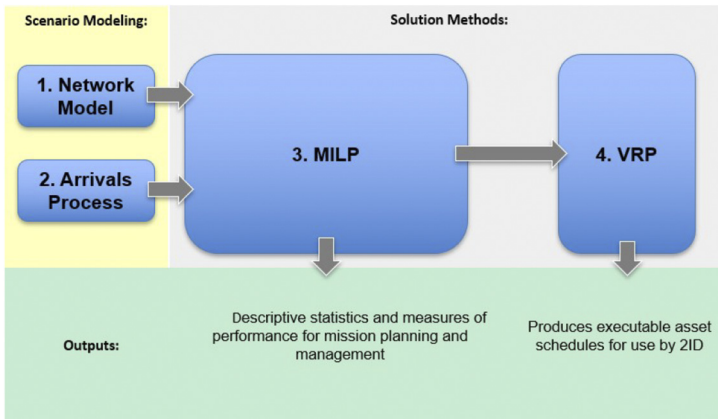 Scenario Modeling:
Solution Methods:
1. Network
Model
2. Arrivals
Process
3. MILP
4. VRP
Outputs:
Descriptive statistics and measures of
performance for mission planning and
management
Produces executable asset
schedules for use by 2ID